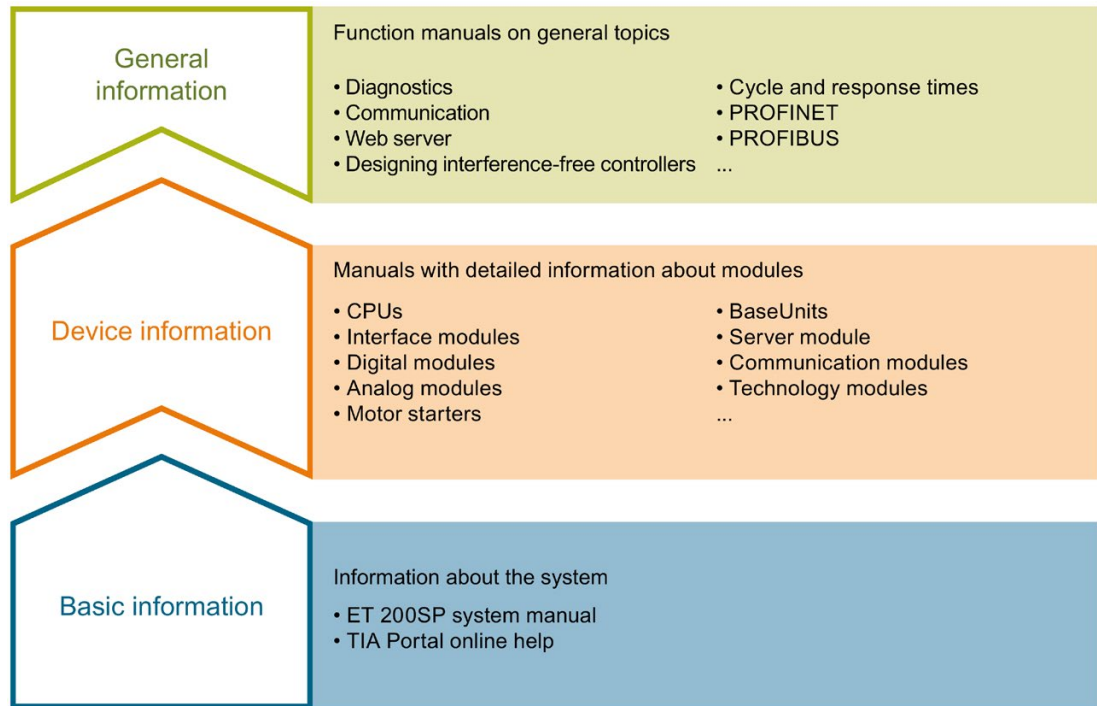 General
information
Function manuals on general topics
• Diagnostics
• Communication
• Web server
• Designing interference-free controllers
• Cycle and response times
• PROFINET
• PROFIBUS
...
Device information
Manuals with detailed information about modules
• CPUs
• Interface modules
• Digital modules
• Analog modules
• Motor starters
• BaseUnits
• Server module
• Communication modules
• Technology modules
...
Basic information
Information about the system
• ET 200SP system manual
• TIA Portal online help